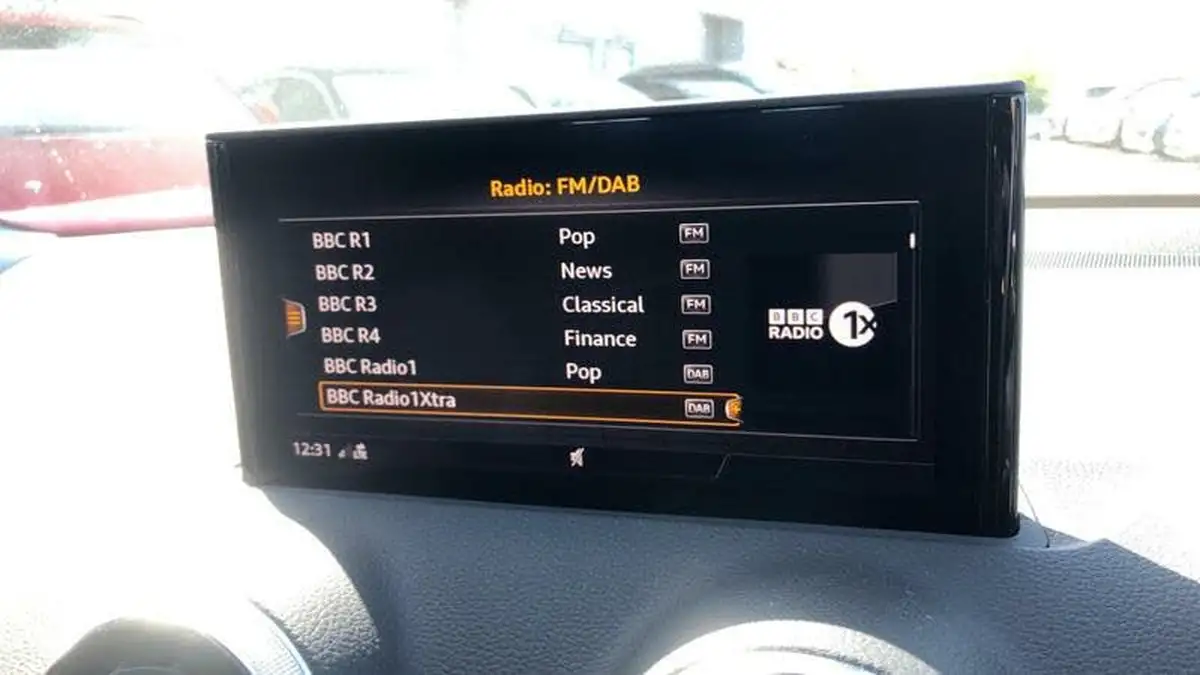 Radio: FM/DAB
BBC R1 Pop FM
BBC R2 News FM
BBC R3 Classical FM
BBC R4 Finance FM
BBC Radio1 Pop DAB
BBC Radio1Xtra DAB
BBC
RADIO 1X
12:31